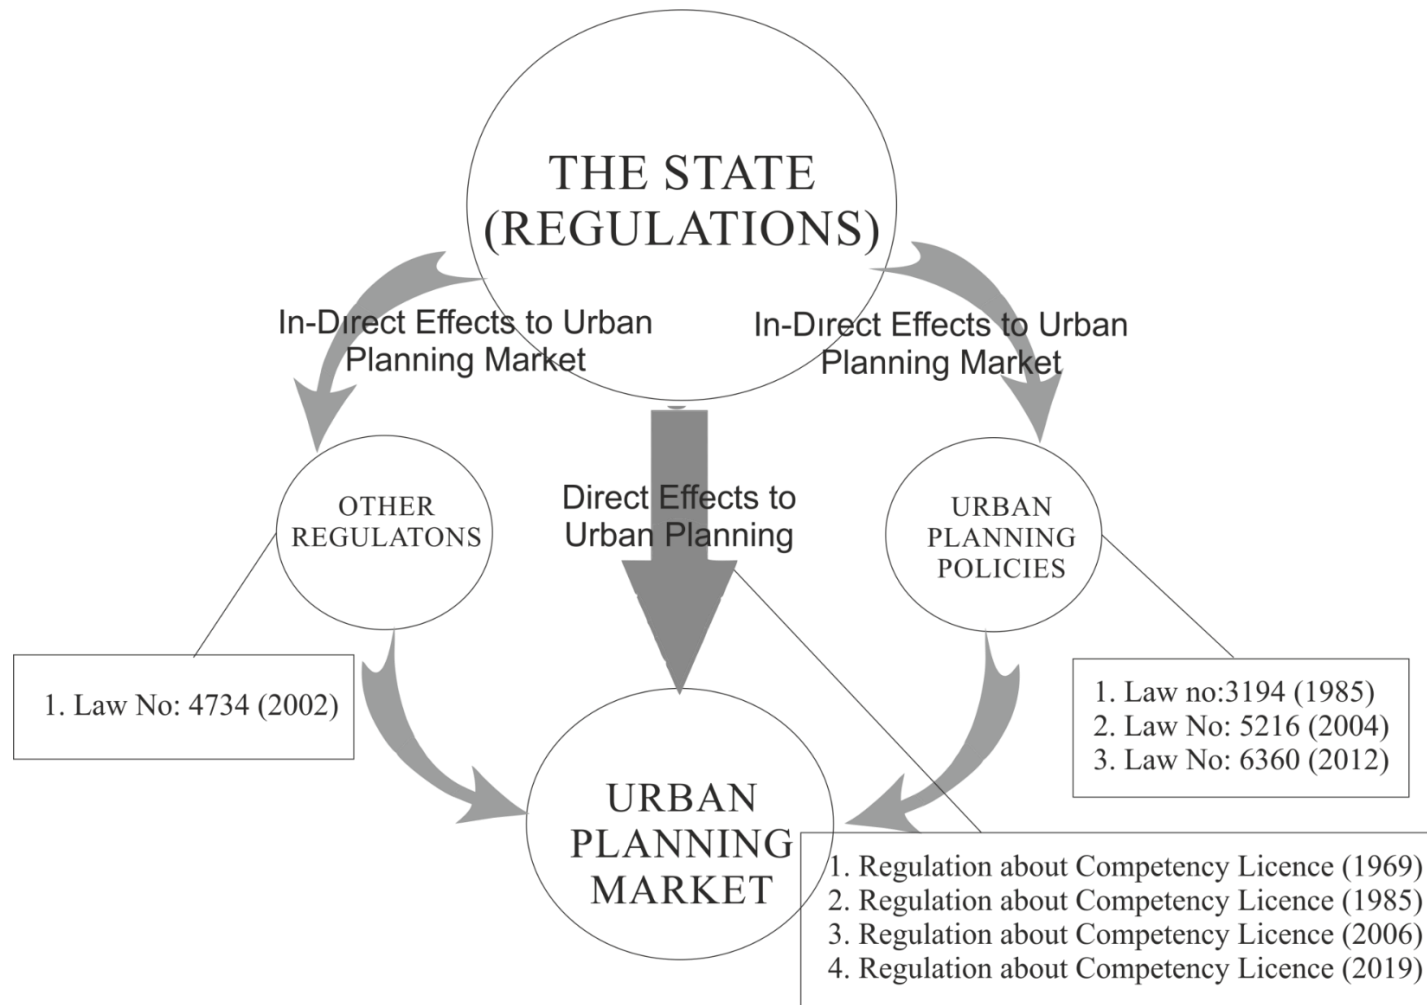 THE STATE
(REGULATIONS)
In-Dırect Effects to Urban
Planning Market
In-Dırect Effects to Urban
Planning Market
OTHER
REGULATONS
Direct Effects to
Urban Planning
URBAN
PLANNING
POLICIES
1. Law No: 4734 (2002)
1. Law no:3194 (1985)
2. Law No: 5216 (2004)
3. Law No: 6360 (2012)
URBAN
PLANNING
MARKET
1. Regulation about Competency Licence (1969)
2. Regulation about Competency Licence (1985)
3. Regulation about Competency Licence (2006)
4. Regulation about Competency Licence (2019)